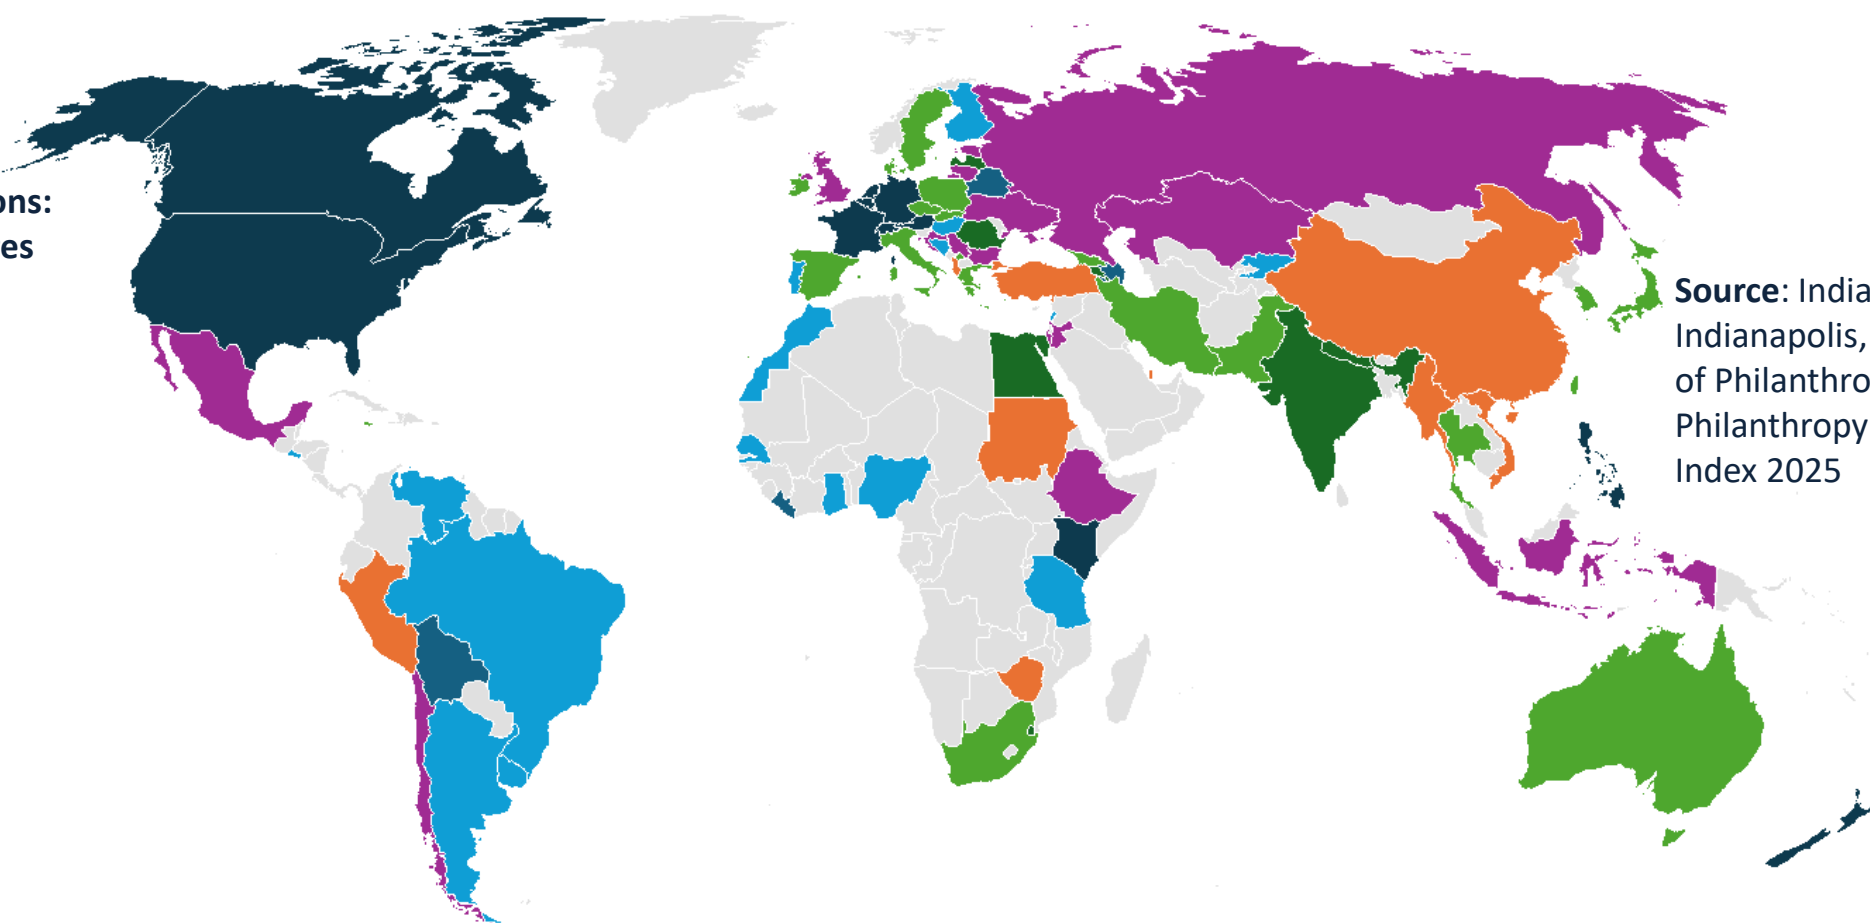 ons:
es
Source: India
Indianapolis,
of Philanthro
Philanthropy
Index 2025